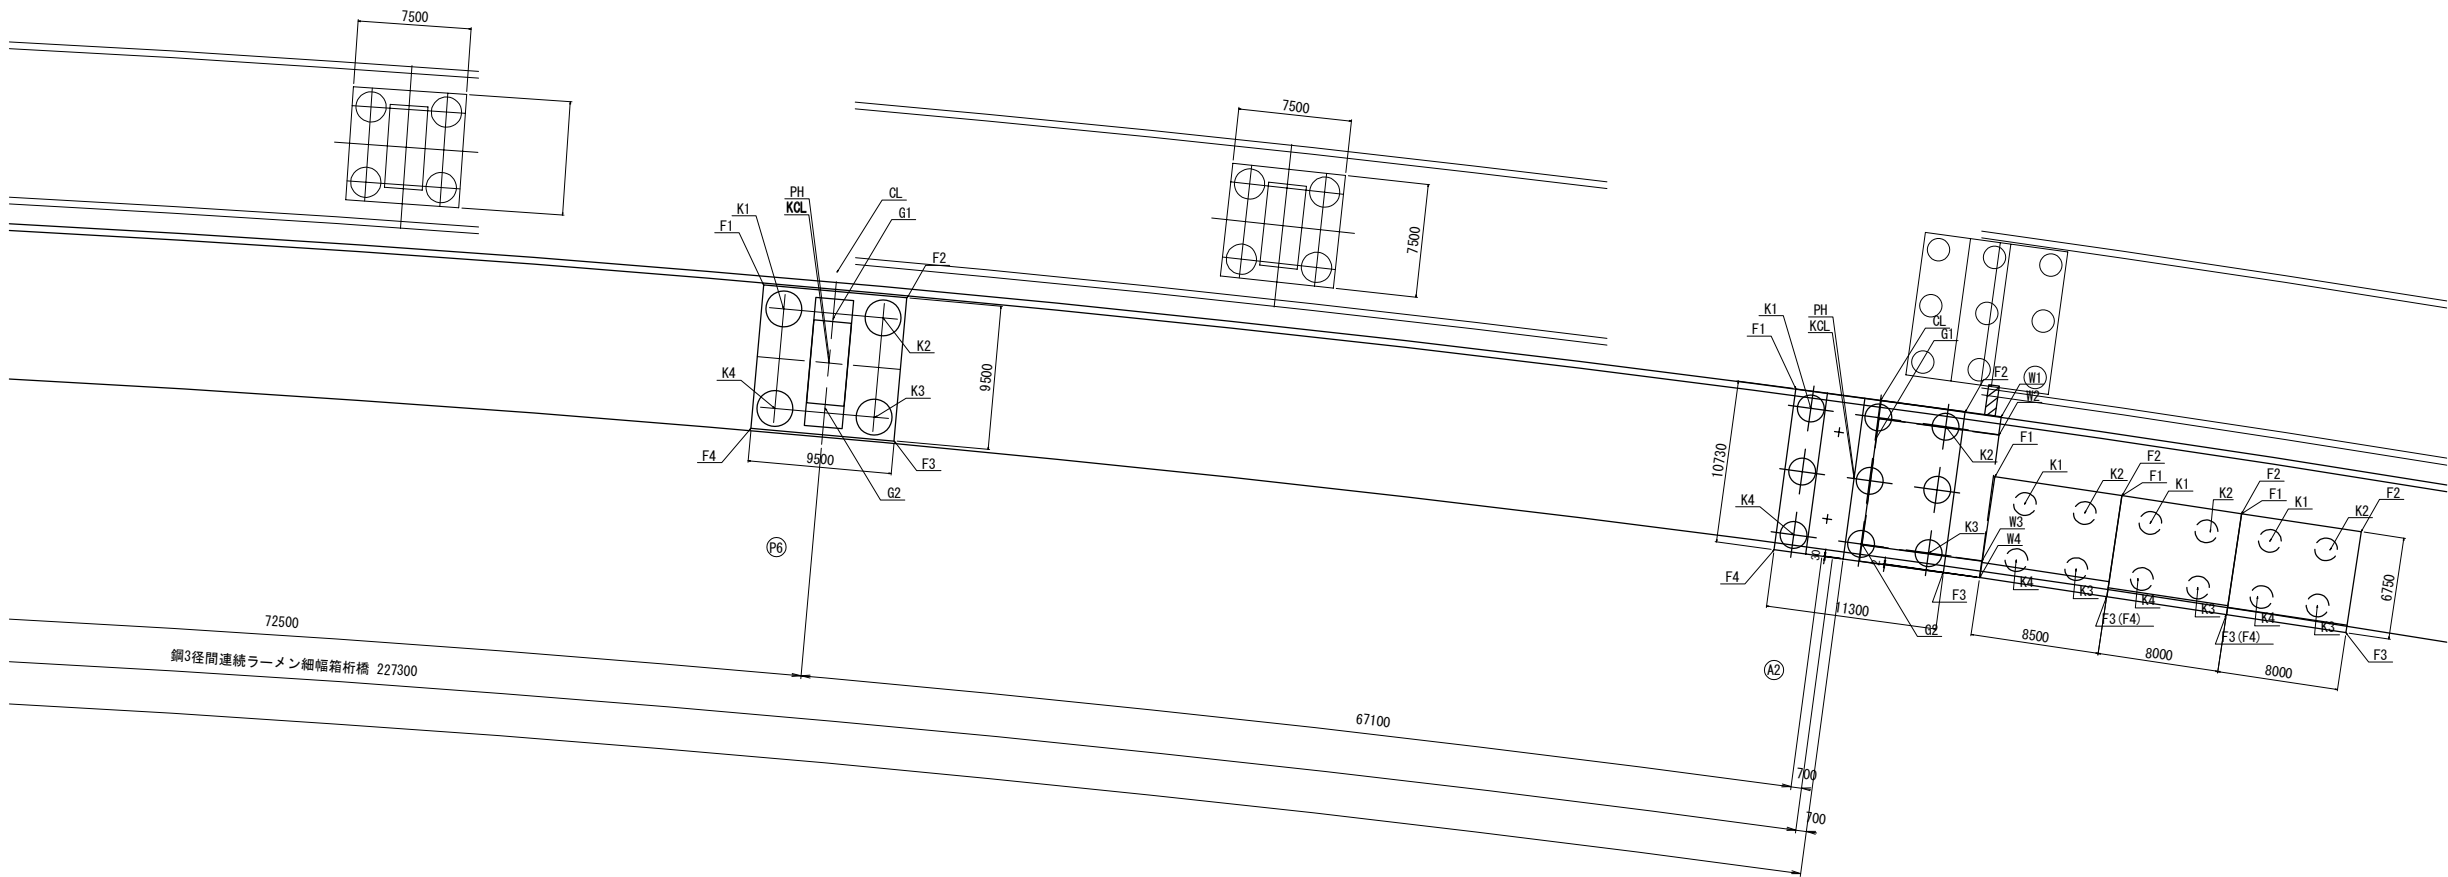 7500
7500
7500
PH
KCL
CL
G1
K1
F1
F2
K2
K4
K3
9500
9500
F4
F3
G2
P6
K1
F1
PH
KCL
CL
G1
F2
W1
W2
10730
K2
K4
K3
W3
W4
F4
30
F3
11300
G2
A2
F1
K1
K2
F2
F1
K1
K2
F2
F1
K1
K2
F2
K4
K3
K4
K3
K4
K3
F3(F4)
F3(F4)
F3
6750
8500
8000
8000
72500
鋼3径間連続ラーメン細幅箱桁橋 227300
67100
700
700